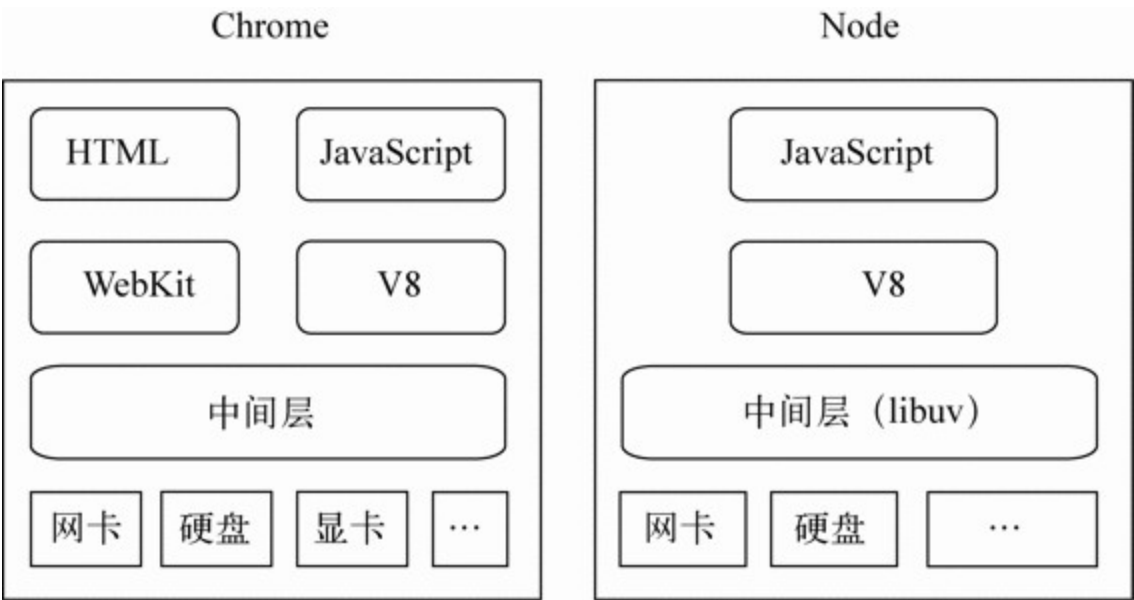 Chrome
Node
HTML
JavaScript
JavaScript
WebKit
V8
V8
中间层
中间层（libuv）
网卡
硬盘
显卡
…
网卡
硬盘
…